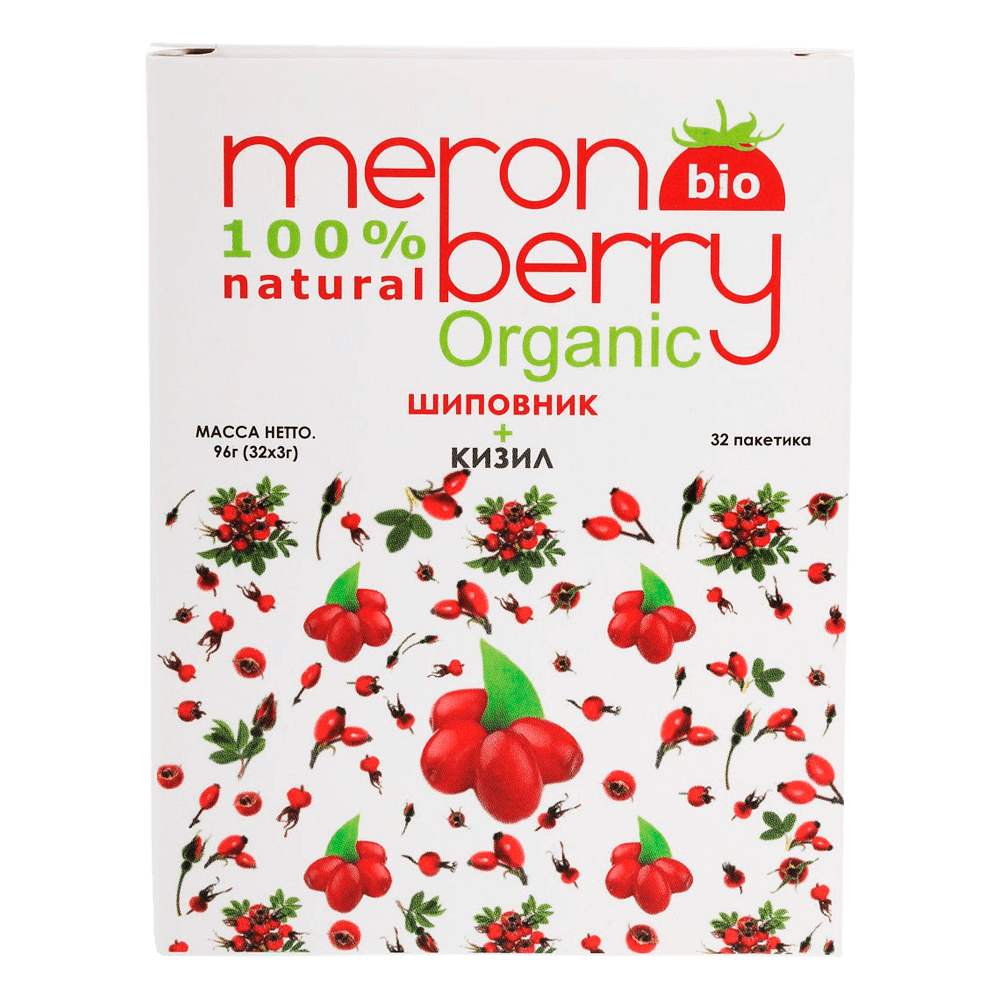 meron bio
100% berry
natural
Organic
ШИПОВНИК
+
МАССА НЕТТО.
96г (32х3г)
КИЗИЛ
32 пакетика